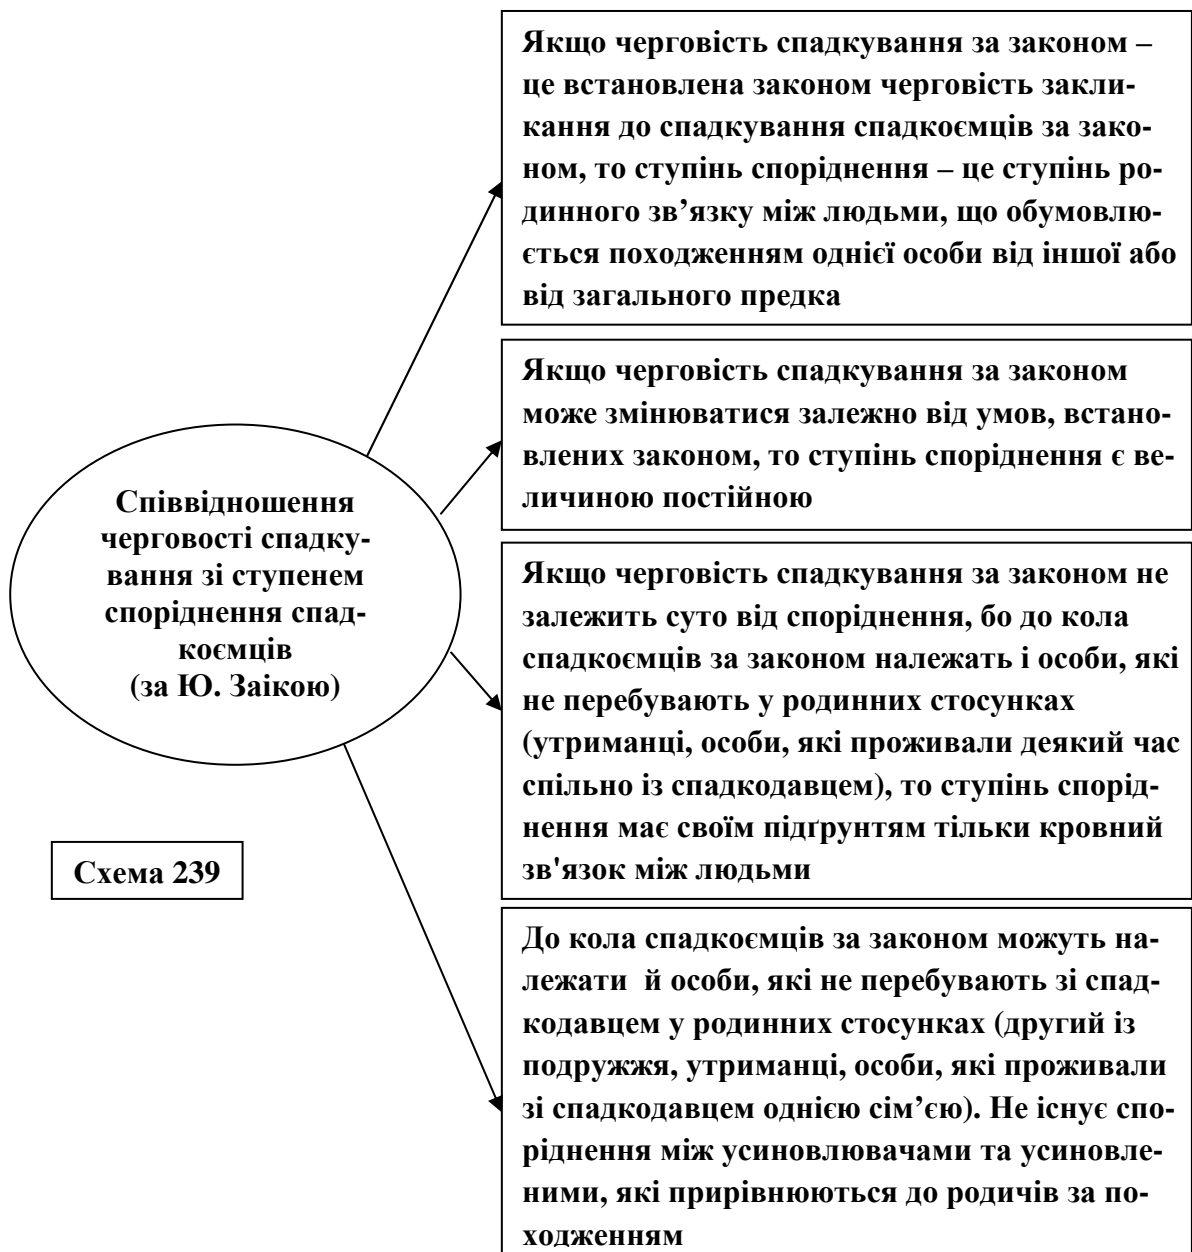 Якщо черговість спадкування за законом –
це встановлена законом черговість закли-
кання до спадкування спадкоємців за зако-
ном, то ступінь споріднення – це ступінь ро-
динного зв’язку між людьми, що обумовлю-
ється походженням однієї особи від іншої або
від загального предка
Якщо черговість спадкування за законом
може змінюватися залежно від умов, вста-
новлених законом, то ступінь споріднення є ве-
личиною постійною
Співвідношення
черговості спадку-
вання зі ступенем
споріднення спад-
коємців
(за Ю. Заікою)
Якщо черговість спадкування за законом не
залежить суто від споріднення, бо до кола
спадкоємців за законом належать і особи, які
не перебувають у родинних стосунках
(утриманці, особи, які проживали деякий час
спільно із спадкодавцем), то ступінь спорід-
нення має своїм підґрунтям тільки кровний
зв'язок між людьми
Схема 239
До кола спадкоємців за законом можуть на-
лежати й особи, які не перебувають зі спад-
кодавцем у родинних стосунках (другий із
подружжя, утриманці, особи, які проживали
зі спадкодавцем однією сім’єю). Не існує спо-
ріднення між усиновлювачами та усиновле-
ними, які прирівнюються до родичів за по-
ходженням